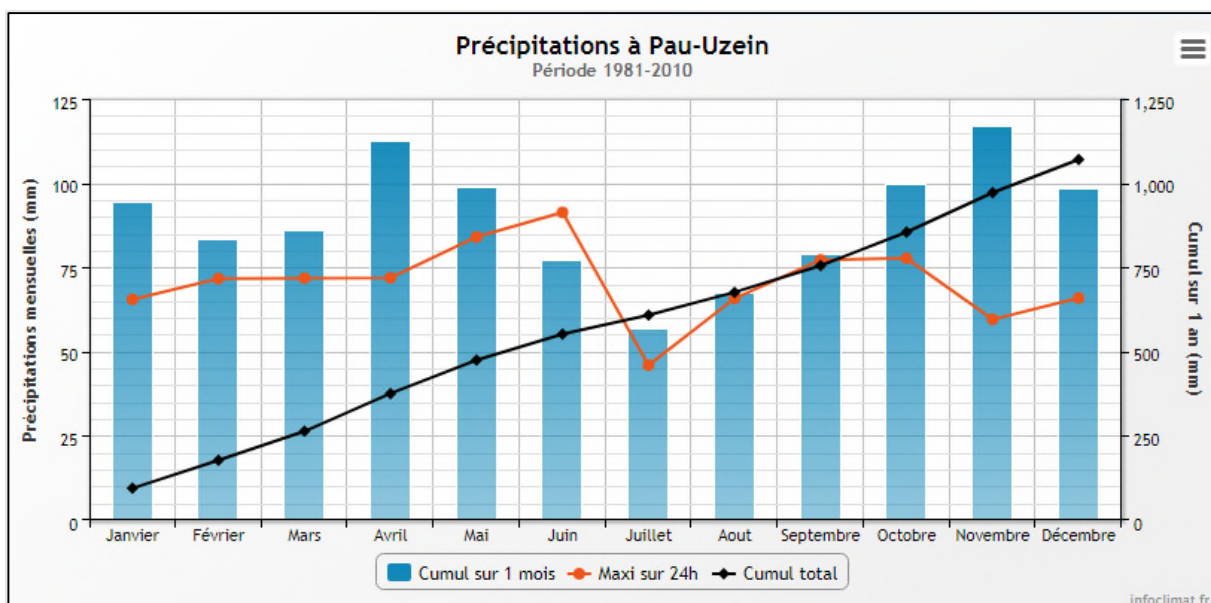 Précipitations à Pau-Uzein
Période 1981-2010
Précipitations mensuelles (mm)
125
100
75
50
25
0
1,250
1,000
750
500
250
0
Cumul sur 1 an (mm)
Janvier Février Mars Avril Mai Juin Juillet Aout Septembre Octobre Novembre Décembre
Cumul sur 1 mois Maxi sur 24h Cumul total
infoclimat.fr